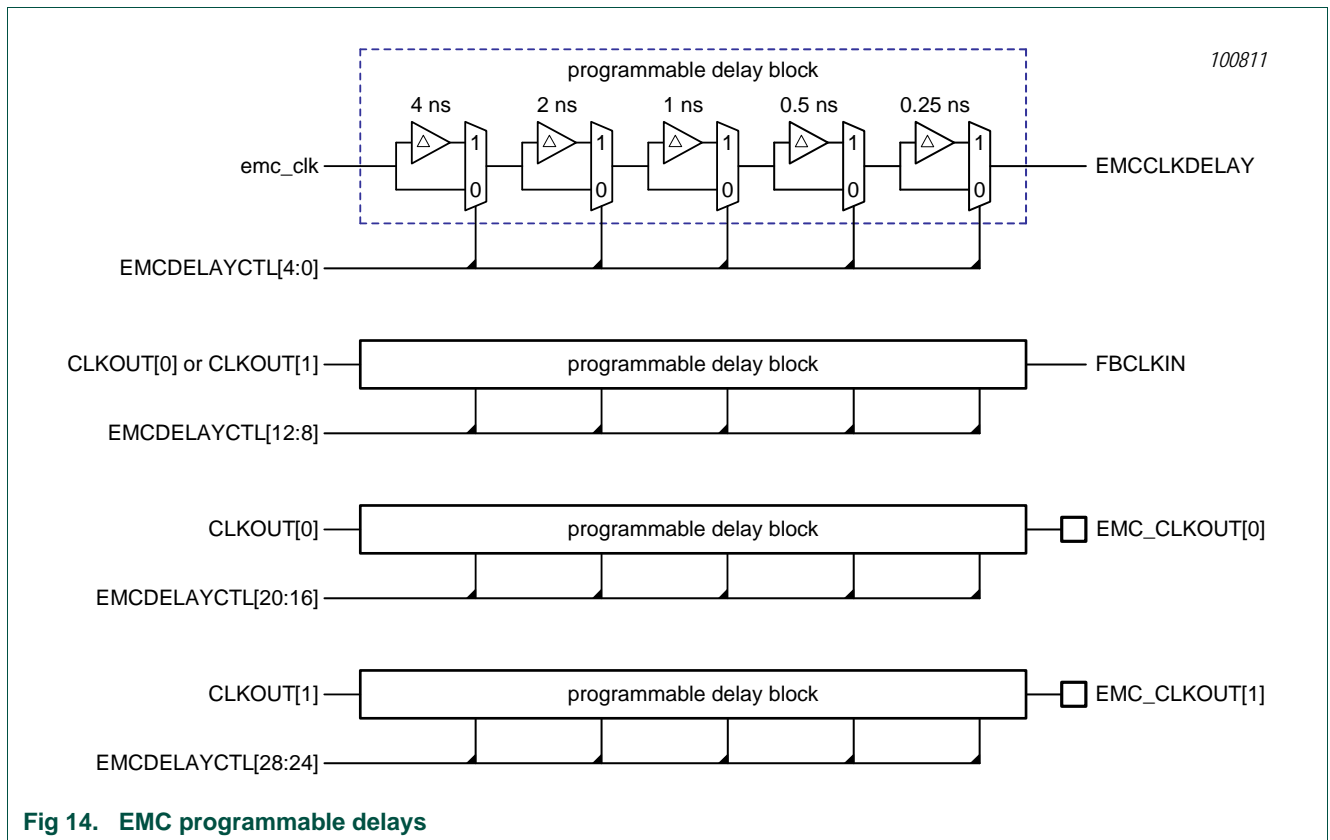 100811
programmable delay block
4 ns 2 ns 1 ns 0.5 ns 0.25 ns
1 1 1 1 1
emc_clk EMCCLKDELAY
0 0 0 0 0
EMCDELAYCTL[4:0]
CLKOUT[0] or CLKOUT[1] programmable delay block FBCLKIN
EMCDELAYCTL[12:8]
CLKOUT[0] programmable delay block EMC_CLKOUT[0]
EMCDELAYCTL[20:16]
CLKOUT[1] programmable delay block EMC_CLKOUT[1]
EMCDELAYCTL[28:24]
Fig 14. EMC programmable delays